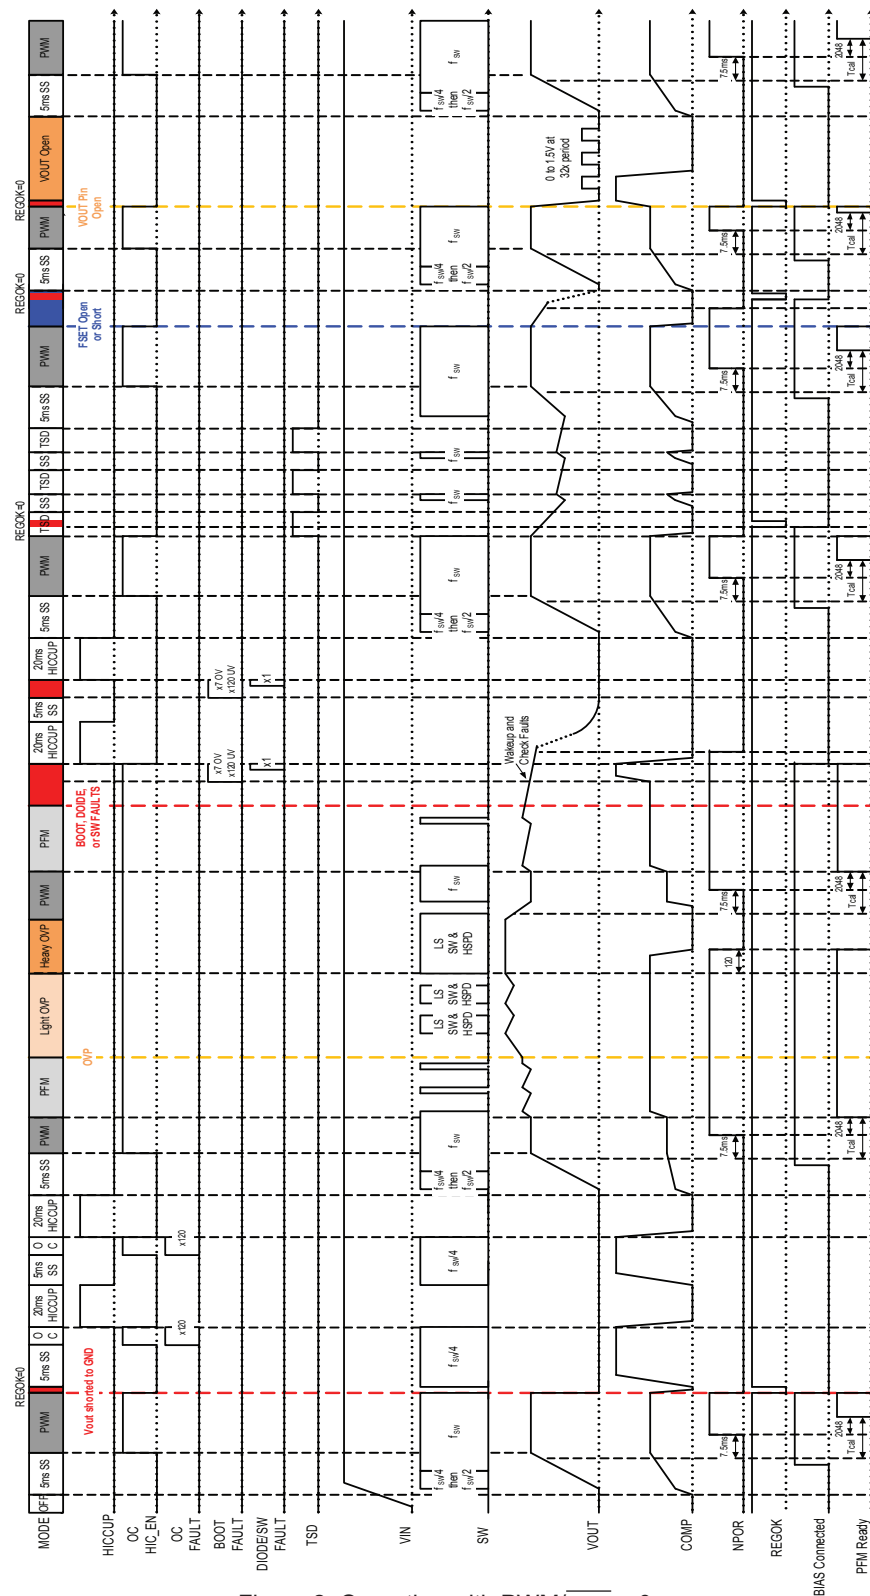 REGOK=0 REGOK=0 REGOK=0 REGOK=0
MODE OFF 5ms SS PWM 5ms SS O C 20ms HICCUP 5ms SS O C 20ms HICCUP 5ms SS PWM PFM Light OVP Heavy OVP PWM PFM 20ms HICCUP 5ms SS 20ms HICCUP 5ms SS PWM TSD SS TSD SS TSD 5ms SS PWM 5ms SS PWM VOUT Open 5ms SS PWM
Vout shorted to GND
OVP
BOOT, DOIDE,
or SW FAULTS
FSET Open
or Short
VOUT Pin
Open
HICCUP
OC
HIC_EN
OC
FAULT
x120 x120
BOOT
FAULT
x7 OV
x120 UV
x7 OV
x120 UV
DIODE/SW
FAULT
x1 x1
TSD
VIN
SW
fsw/4
then
fsw/2
fsw
fsw/4
fsw/4
fsw/4
then
fsw/2
fsw
LS
SW &
HSPD
LS
SW &
HSPD
LS
SW &
HSPD
fsw
fsw/4
then
fsw/2
fsw
fsw
fsw
fsw
fsw/4
then
fsw/2
fsw
fsw/4
then
fsw/2
fsw
VOUT
Wakeup and
Check Faults
0 to 1.5V at
32x period
COMP
NPOR
7.5ms 7.5ms 120 7.5ms 7.5ms 7.5ms 7.5ms 7.5ms
REGOK
BIAS Connected
PFM Ready
2048 2048 2048 2048 2048 2048 2048
Tcal Tcal Tcal Tcal Tcal Tcal Tcal